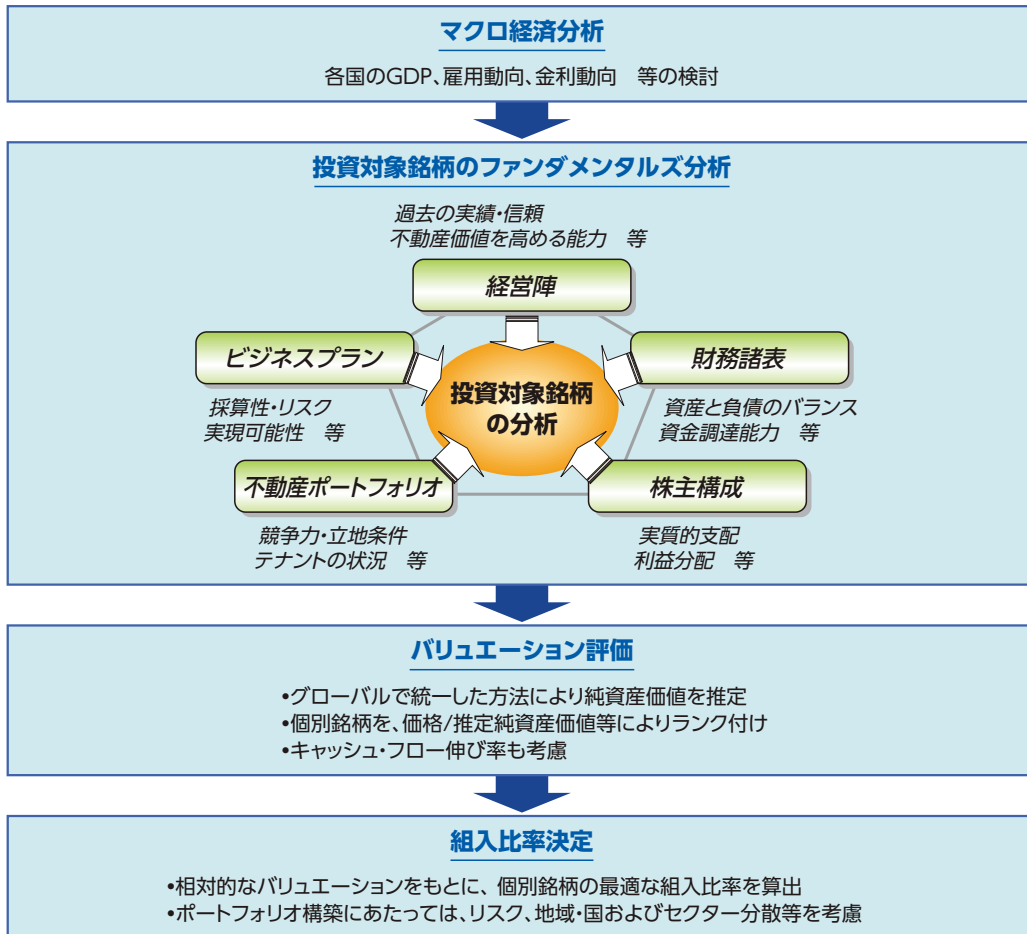 マクロ経済分析
各国のGDP、雇用動向、金利動向　等の検討
投資対象銘柄のファンダメンタルズ分析
過去の実績・信頼
不動産価値を高める能力　等
経営陣
ビジネスプラン
採算性・リスク
実現可能性　等
財務諸表
資産と負債のバランス
資金調達能力　等
投資対象銘柄
の分析
不動産ポートフォリオ
競争力・立地条件
テナントの状況　等
株主構成
実質的支配
利益分配　等
バリュエーション評価
•グローバルで統一した方法により純資産価値を推定
•個別銘柄を、価格/推定純資産価値等によりランク付け
•キャッシュ・フロー伸び率も考慮
組入比率決定
•相対的なバリュエーションをもとに、個別銘柄の最適な組入比率を算出
•ポートフォリオ構築にあたっては、リスク、地域・国およびセクター分散等を考慮